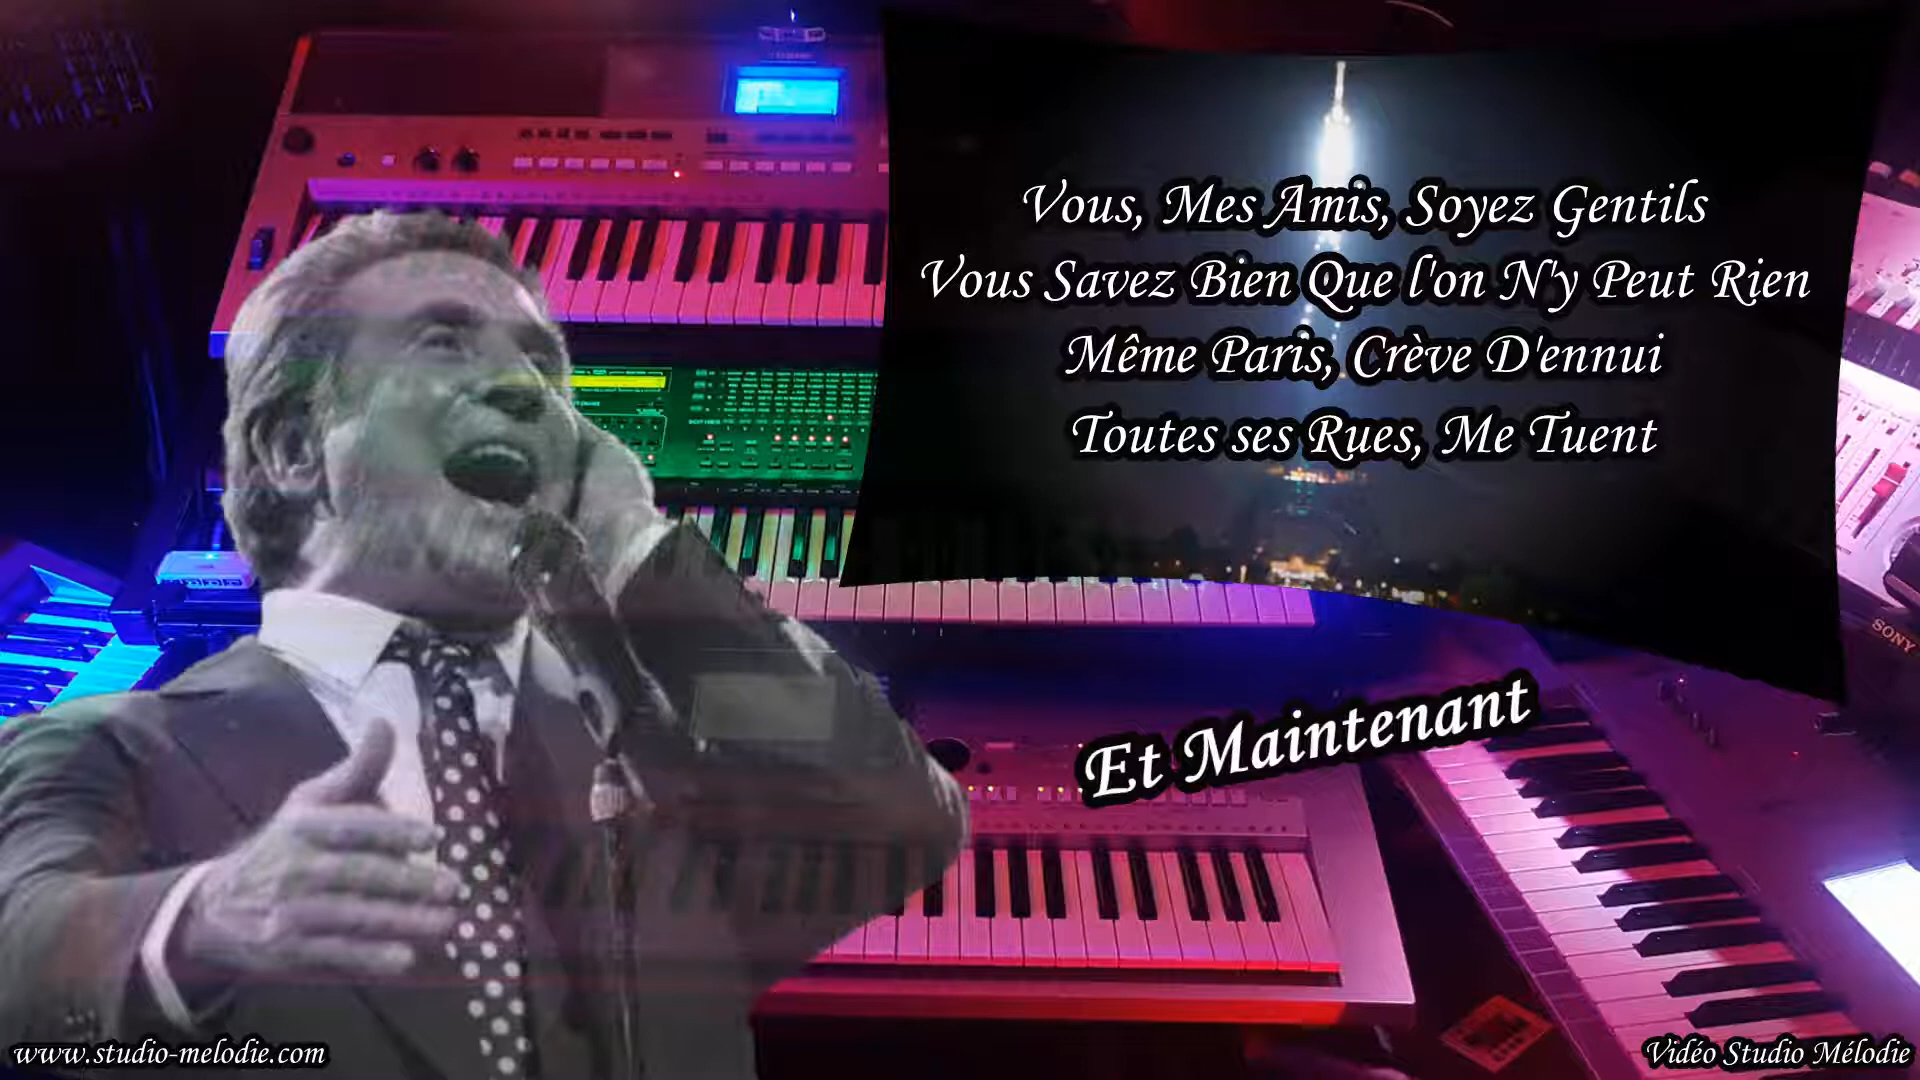 Vous, Mes Amis, Soyez Gentils
Vous Savez Bien Que l'on N'y Peut Rien
Même Paris, Crève D'ennui
Toutes ses Rues, Me Tuent
Et Maintenant
SONY
www.studio-melodie.com
Vidéo Studio Mélodie